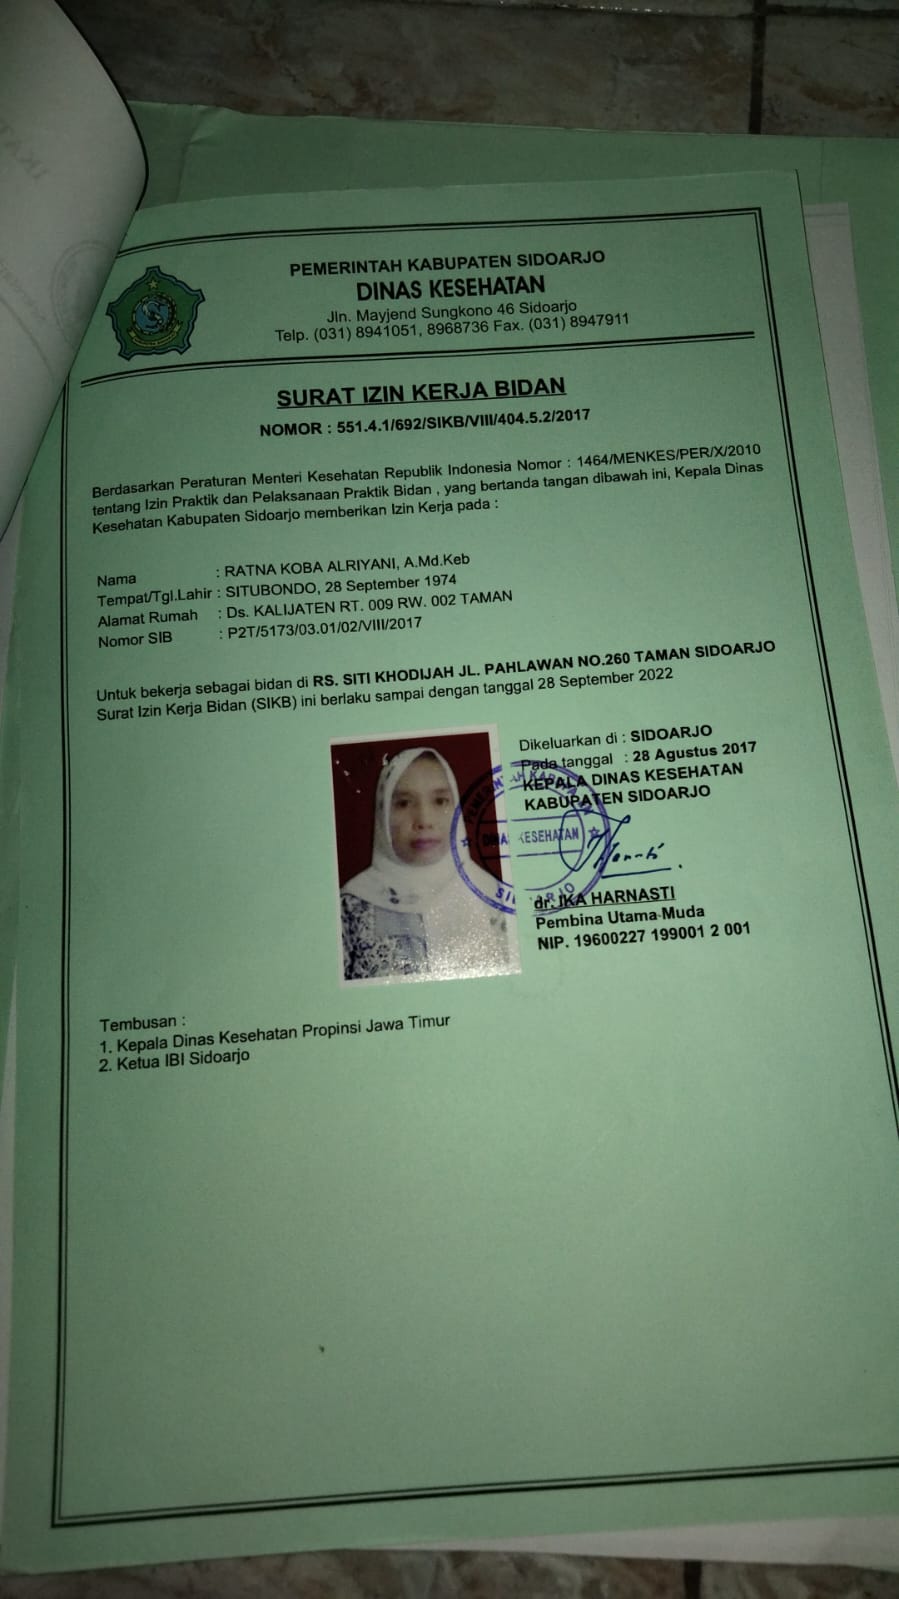 PEMERINTAH KABUPATEN SIDOARJO
DINAS KESEHATAN
Jln. Mayjend Sungkono 46 Sidoarjo
Telp. (031) 8941051, 8968736 Fax. (031) 8947911
SURAT IZIN KERJA BIDAN
NOMOR : 551.4.1/692/SIKB/VIII/404.5.2/2017
Berdasarkan Peraturan Menteri Kesehatan Republik Indonesia Nomor : 1464/MENKES/PER/X/2010
tentang Izin Praktik dan Pelaksanaan Praktik Bidan , yang bertanda tangan dibawah ini, Kepala Dinas
Kesehatan Kabupaten Sidoarjo memberikan Izin Kerja pada :
Nama : RATNA KOBA ALRIYANI, A.Md.Keb
Tempat/Tgl.Lahir : SITUBONDO, 28 September 1974
Alamat Rumah : Ds. KALIJATEN RT. 009 RW. 002 TAMAN
Nomor SIB : P2T/5173/03.01/02/VIII/2017
Untuk bekerja sebagai bidan di RS. SITI KHODIJAH JL. PAHLAWAN NO.260 TAMAN SIDOARJO
Surat Izin Kerja Bidan (SIKB) ini berlaku sampai dengan tanggal 28 September 2022
Dikeluarkan di : SIDOARJO
Pada tanggal : 28 Agustus 2017
KEPALA DINAS KESEHATAN
KABUPATEN SIDOARJO
KESEHATAN
dr. IKA HARNASTI
Pembina Utama Muda
NIP. 19600227 199001 2 001
Tembusan :
1. Kepala Dinas Kesehatan Propinsi Jawa Timur
2. Ketua IBI Sidoarjo